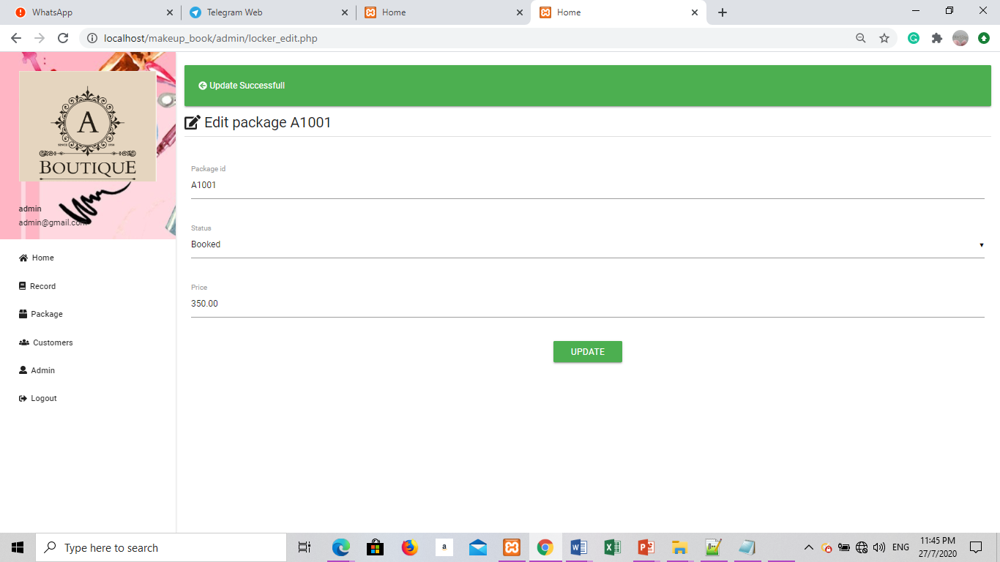 WhatsApp
Telegram Web
Home
Home
localhost/makeup_book/admin/locker_edit.php
A
SINCE 1950
BOUTIQUE
admin
admin@gmail.com
Home
Record
Package
Customers
Admin
Logout
Update Successfull
Edit package A1001
Package id
A1001
Status
Booked
Price
350.00
UPDATE
Type here to search
a
ENG
11:45 PM
27/7/2020